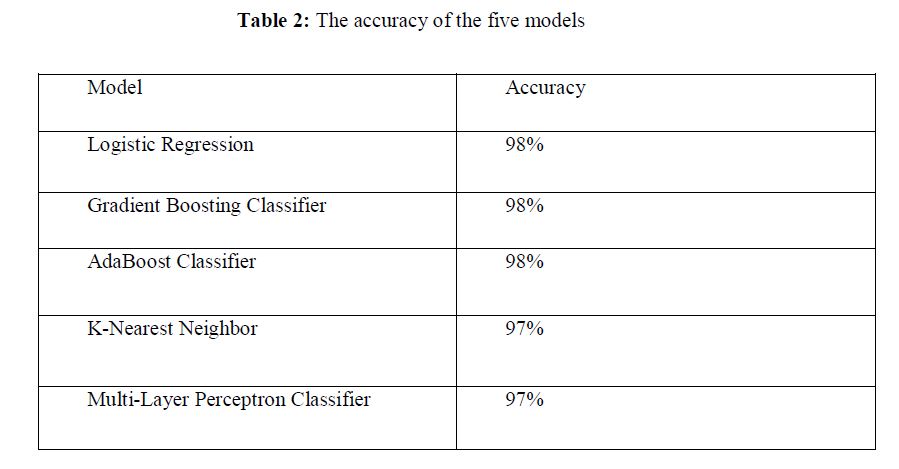 Table 2: The accuracy of the five models
Model Accuracy
Logistic Regression 98%
Gradient Boosting Classifier 98%
AdaBoost Classifier 98%
K-Nearest Neighbor 97%
Multi-Layer Perceptron Classifier 97%